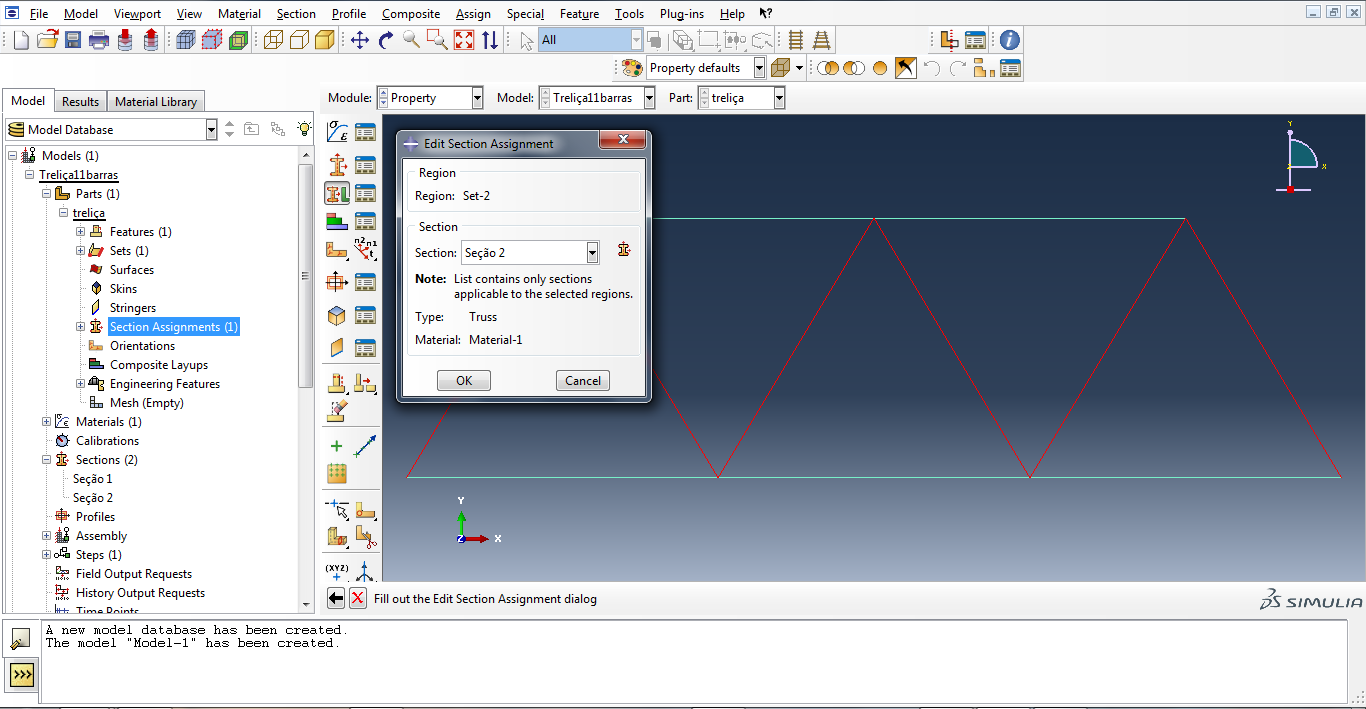 File Model Viewport View Material Section Profile Composite Assign Special Feature Tools Plug-ins Help
All
Property defaults
Model Results Material Library
Module: Property Model: Treliça11barras Part: treliça
Model Database
Models (1)
Treliça11barras
Parts (1)
treliça
Features (1)
Sets (1)
Surfaces
Skins
Stringers
Section Assignments (1)
Orientations
Composite Layups
Engineering Features
Mesh (Empty)
Materials (1)
Calibrations
Sections (2)
Seção 1
Seção 2
Profiles
Assembly
Steps (1)
Field Output Requests
History Output Requests
Time Points
(XYZ)
Edit Section Assignment
Region
Region: Set-2
Section
Section: Seção 2
Note: List contains only sections
applicable to the selected regions.
Type: Truss
Material: Material-1
OK Cancel
Y
X
Z
Y
X
Z
Fill out the Edit Section Assignment dialog
SIMULIA
A new model database has been created.
The model "Model-1" has been created.
>>>